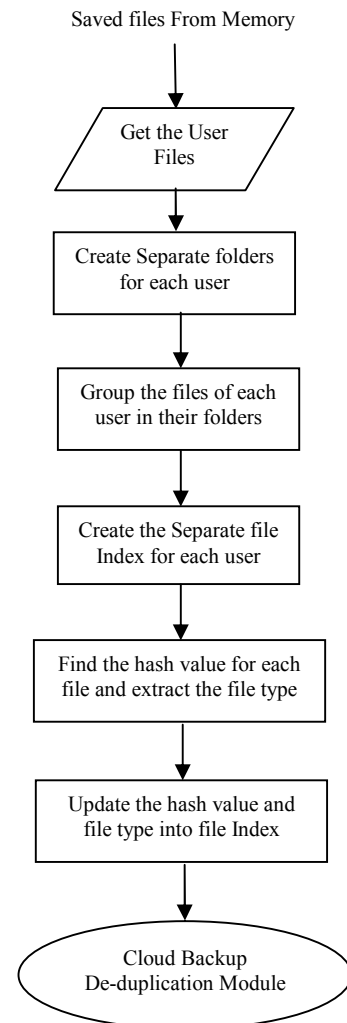 Saved files From Memory
Get the User
Files
Create Separate folders
for each user
Group the files of each
user in their folders
Create the Separate file
Index for each user
Find the hash value for each
file and extract the file type
Update the hash value and
file type into file Index
Cloud Backup
De-duplication Module